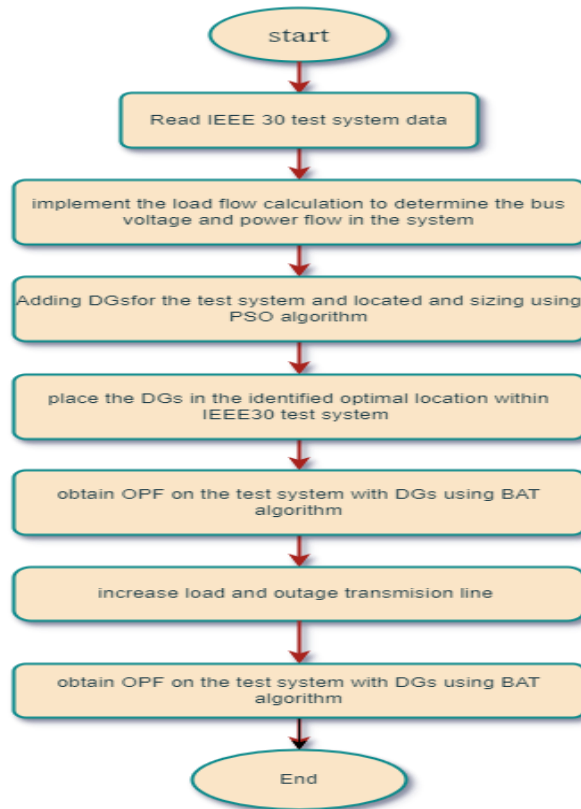 start
Read IEEE 30 test system data
implement the load flow calculation to determine the bus
voltage and power flow in the system
Adding DGsfor the test system and located and sizing using
PSO algorithm
place the DGs in the identified optimal location within
IEEE30 test system
obtain OPF on the test system with DGs using BAT
algorithm
increase load and outage transmision line
obtain OPF on the test system with DGs using BAT
algorithm
End